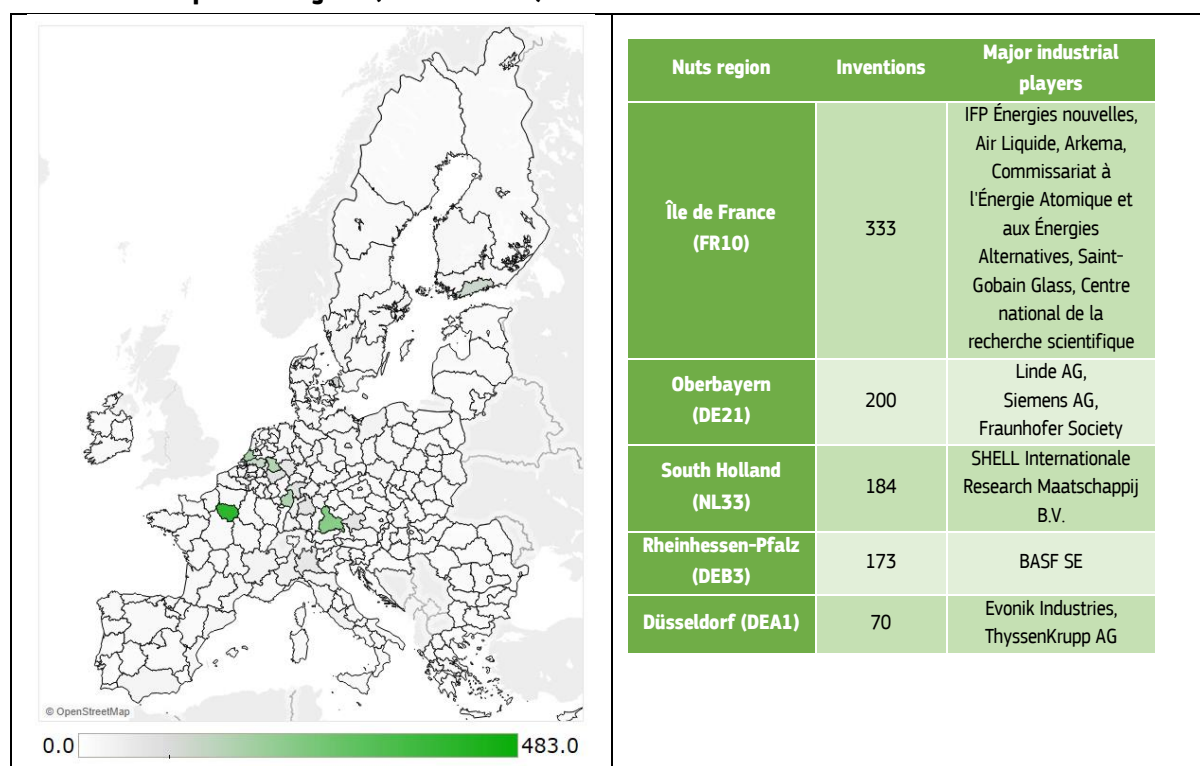 © OpenStreetMap
0.0
483.0
Nuts region
Inventions
Major industrial
players
Île de France
(FR10)
333
IFP Énergies nouvelles,
Air Liquide, Arkema,
Commissariat à
l'Énergie Atomique et
aux Énergies
Alternatives, Saint-
Gobain Glass, Centre
national de la
recherche scientifique
Oberbayern
(DE21)
200
Linde AG,
Siemens AG,
Fraunhofer Society
South Holland
(NL33)
184
SHELL Internationale
Research Maatschappij
B.V.
Rheinhessen-Pfalz
(DEB3)
173
BASF SE
Düsseldorf (DEA1)
70
Evonik Industries,
ThyssenKrupp AG